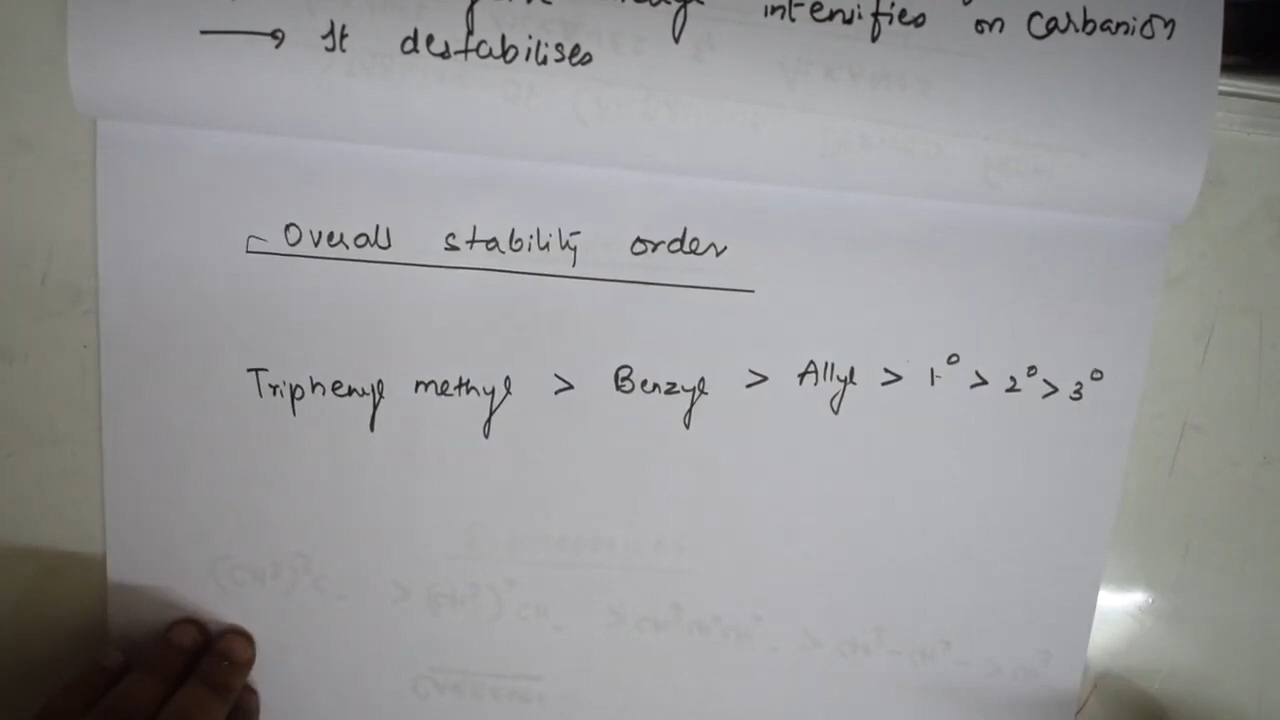 intensifies on carbanion
→ It destabilises
Overall stability order
Triphenyl methyl > Benzyl > Allyl > 1° > 2° > 3°